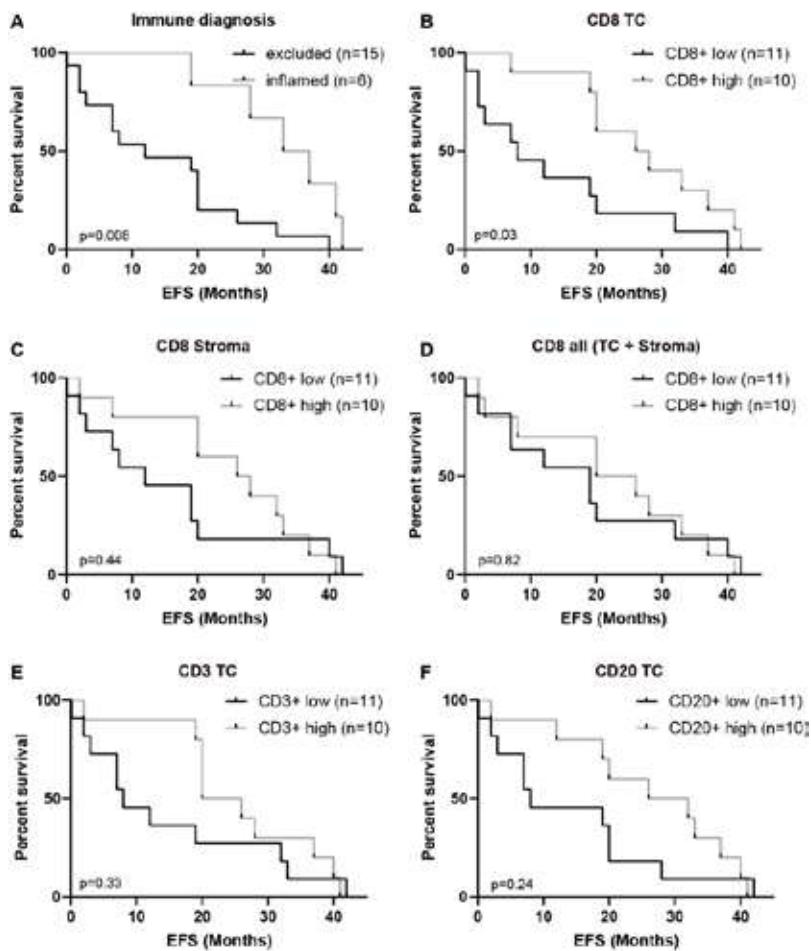 A
Immune diagnosis
excluded (n=15)
inflamed (n=6)
Percent survival
100
50
0
p=0.008
0 10 20 30 40
EFS (Months)
B
CD8 TC
CD8+ low (n=11)
CD8+ high (n=10)
Percent survival
100
50
0
p=0.03
0 10 20 30 40
EFS (Months)
C
CD8 Stroma
CD8+ low (n=11)
CD8+ high (n=10)
Percent survival
100
50
0
p=0.44
0 10 20 30 40
EFS (Months)
D
CD8 all (TC + Stroma)
CD8+ low (n=11)
CD8+ high (n=10)
Percent survival
100
50
0
p=0.82
0 10 20 30 40
EFS (Months)
E
CD3 TC
CD3+ low (n=11)
CD3+ high (n=10)
Percent survival
100
50
0
p=0.33
0 10 20 30 40
EFS (Months)
F
CD20 TC
CD20+ low (n=11)
CD20+ high (n=10)
Percent survival
100
50
0
p=0.24
0 10 20 30 40
EFS (Months)